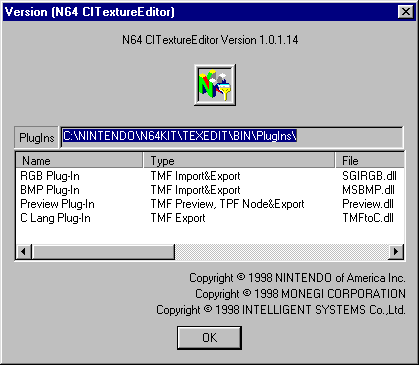 Version (N64 CITextureEditor)
N64 CITextureEditor Version 1.0.1.14
PlugIns C:\NINTENDO\N64KIT\TEXEDIT\BIN\PlugIns\
Name Type File
RGB Plug-In TMF Import&Export SGIRGB.dll
BMP Plug-In TMF Import&Export MSBMP.dll
Preview Plug-In TMF Preview, TPF Node&Export Preview.dll
C Lang Plug-In TMF Export TMFtoC.dll
Copyright © 1998 NINTENDO of America Inc.
Copyright © 1998 MONEGI CORPORATION
Copyright © 1998 INTELLIGENT SYSTEMS Co.,Ltd.
OK